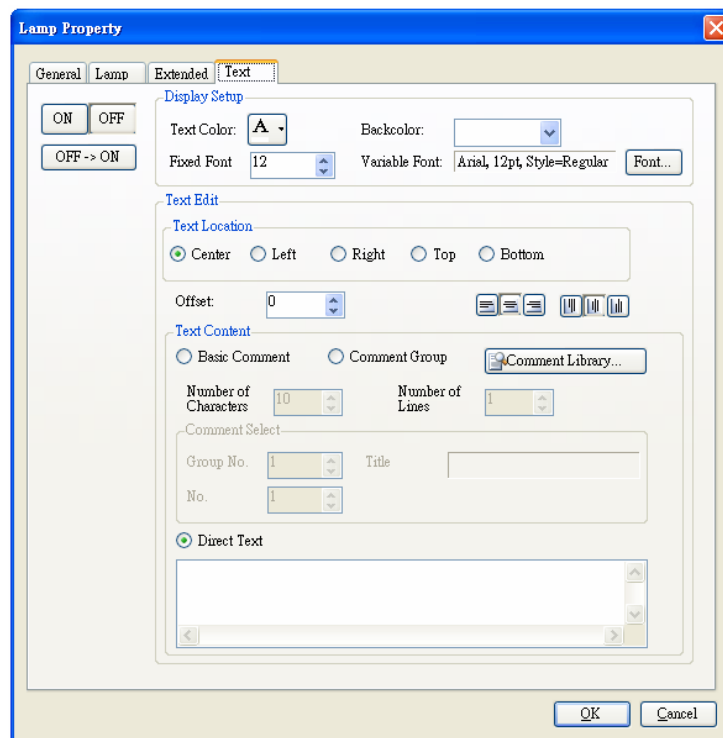 Lamp Property
General Lamp Extended Text
ON OFF
OFF -> ON
Display Setup
Text Color: A Backcolor:
Fixed Font 12 Variable Font: Arial, 12pt, Style=Regular Font...
Text Edit
Text Location
Center Left Right Top Bottom
Offset: 0
Text Content
Basic Comment Comment Group Comment Library...
Number of Characters 10 Number of Lines 1
Comment Select
Group No. 1 Title
No. 1
Direct Text
OK Cancel